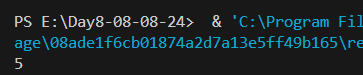 PS E:\Day8-08-08-24>  & 'C:\Program Fil
age\08ade1f6cb01874a2d7a13e5ff49b165\re
5